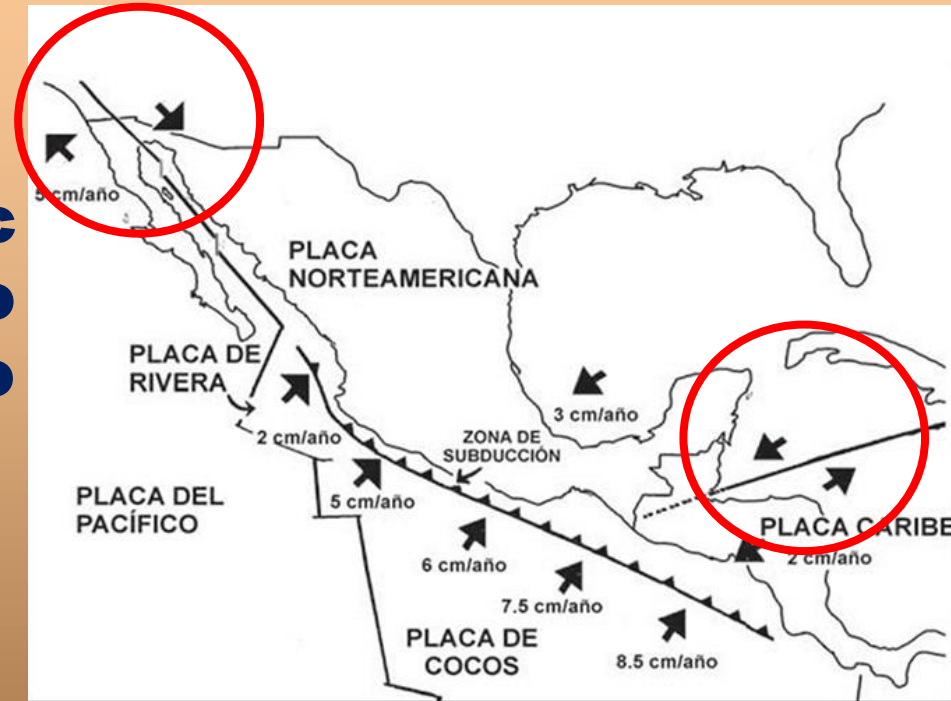 5 cm/año
PLACA
NORTEAMERICANA
PLACA DE
RIVERA
3 cm/año
2 cm/año
ZONA DE
SUBDUCCIÓN
5 cm/año
PLACA DEL
PACÍFICO
PLACA CARIBE
2 cm/año
6 cm/año
7.5 cm/año
PLACA DE
COCOS
8.5 cm/año